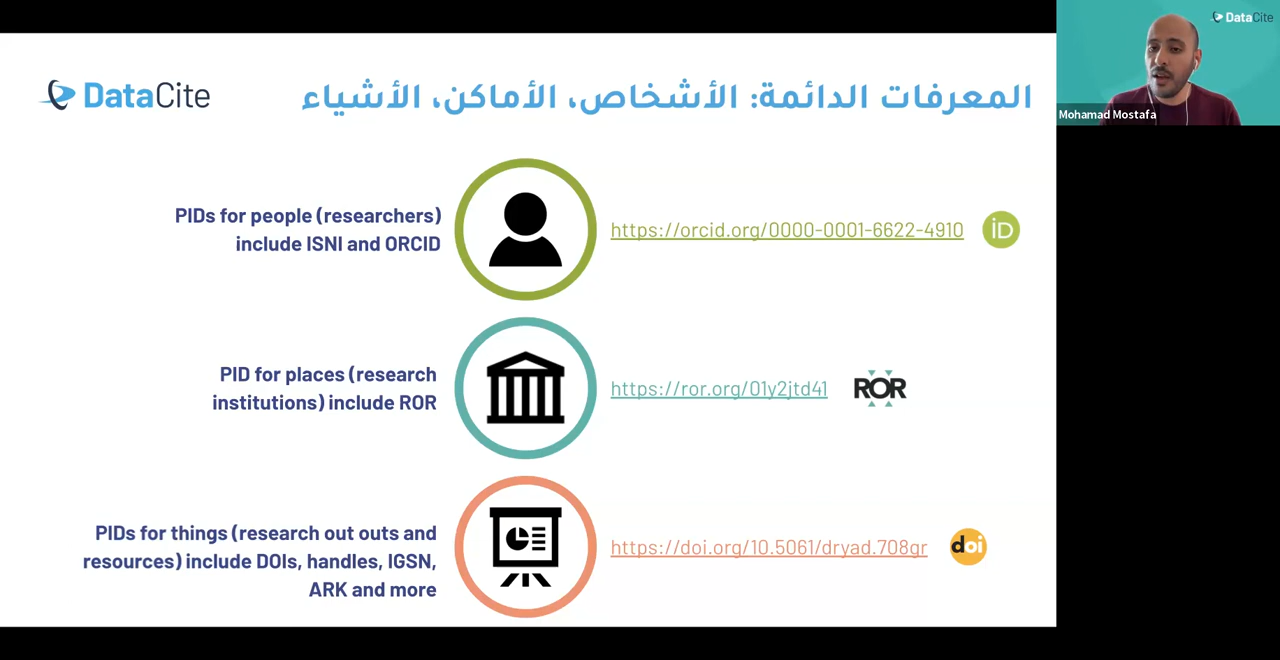 DataCite
المعرفات الدائمة: الأشخاص، الأماكن، الأشياء
PIDs for people (researchers)
include ISNI and ORCID
https://orcid.org/0000-0001-6622-4910
iD
PID for places (research
institutions) include ROR
https://ror.org/01y2jtd41
ROR
PIDs for things (research out outs and
resources) include DOIs, handles, IGSN,
ARK and more
https://doi.org/10.5061/dryad.708gr
doi
DataCite
Mohamad Mostafa